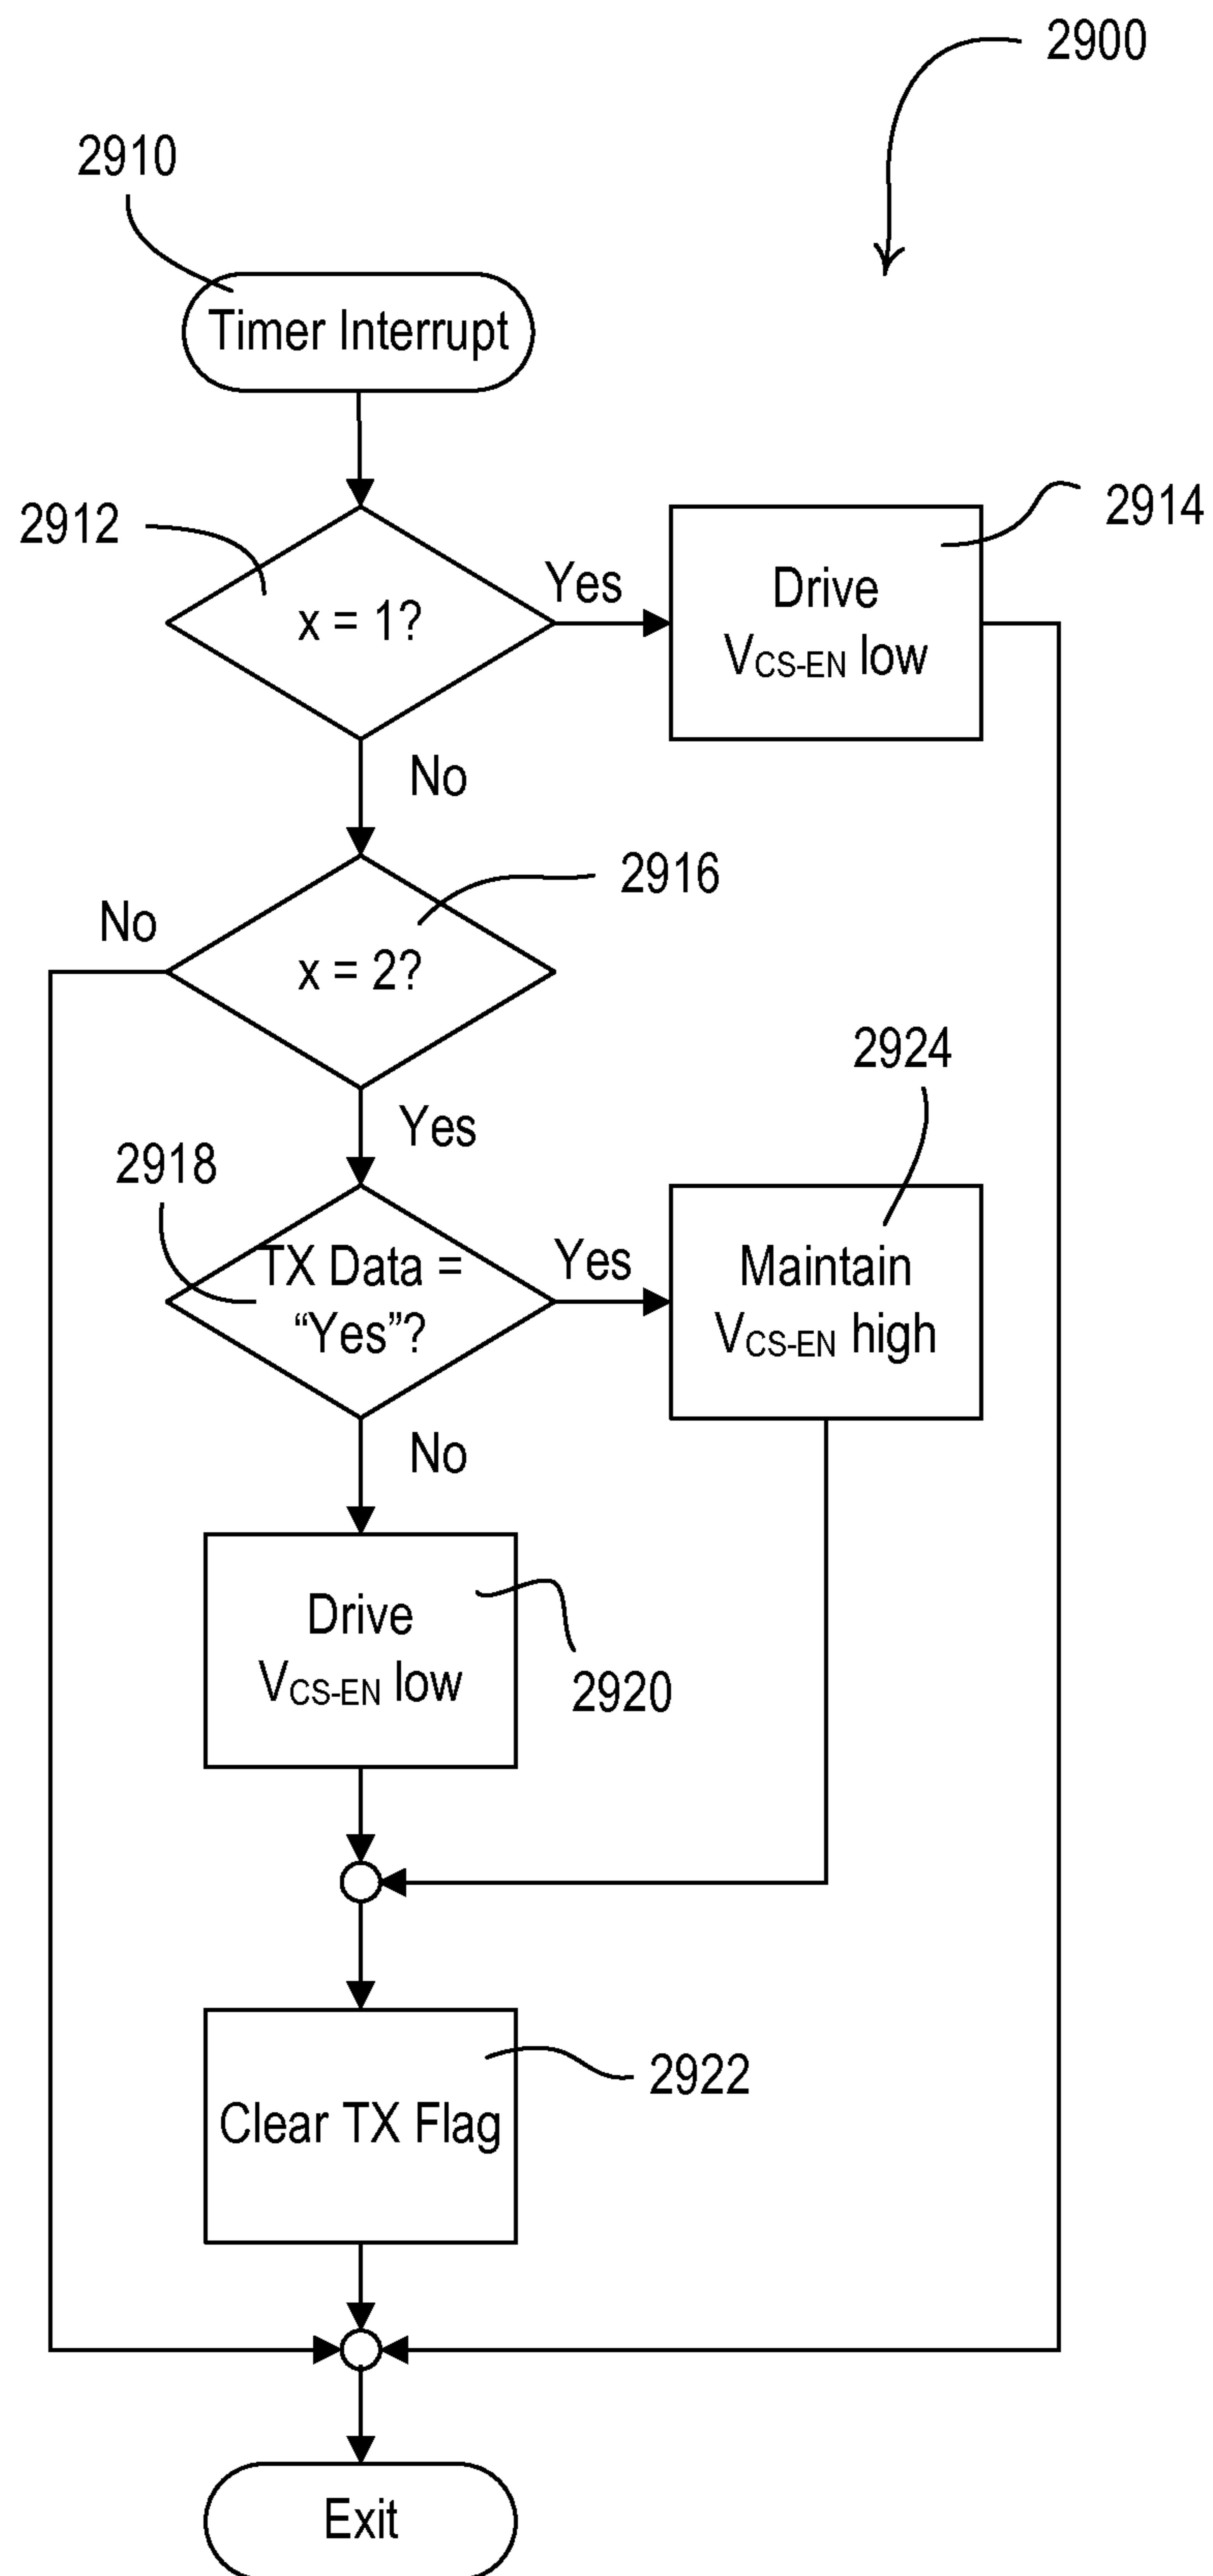 2900
2910
Timer Interrupt
2912
x = 1?
Yes
Drive
VCS-EN low
2914
No
2916
No
x = 2?
Yes
2924
2918
TX Data =
“Yes”?
Yes
Maintain
VCS-EN high
No
Drive
VCS-EN low
2920
2922
Clear TX Flag
Exit